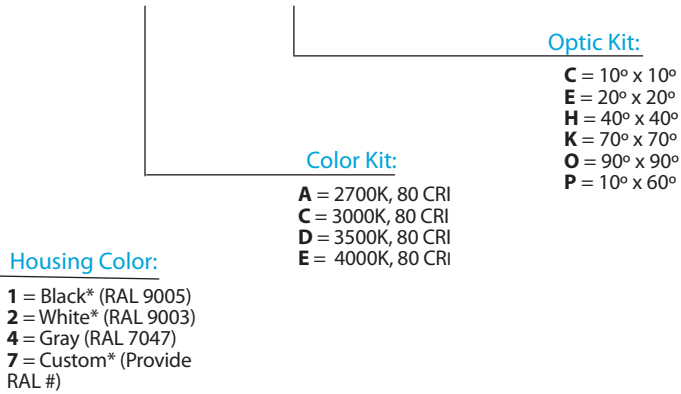 Optic Kit:
C = 10º x 10º
E = 20º x 20º
H = 40º x 40º
K = 70º x 70º
O = 90º x 90º
P = 10º x 60º
Color Kit:
A = 2700K, 80 CRI
C = 3000K, 80 CRI
D = 3500K, 80 CRI
E = 4000K, 80 CRI
Housing Color:
1 = Black* (RAL 9005)
2 = White* (RAL 9003)
4 = Gray (RAL 7047)
7 = Custom* (Provide
RAL #)